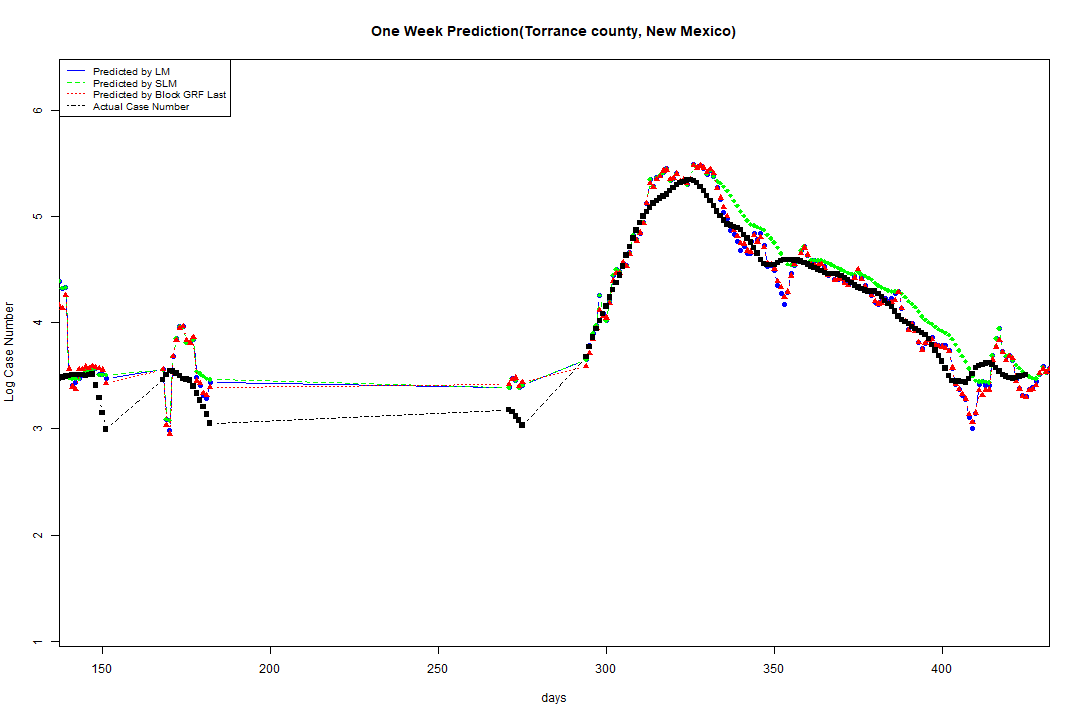 One Week Prediction(Torrance county, New Mexico)
Predicted by LM
Predicted by SLM
Predicted by Block GRF Last
Actual Case Number
Log Case Number
6
5
4
3
2
1
150 200 250 300 350 400
days